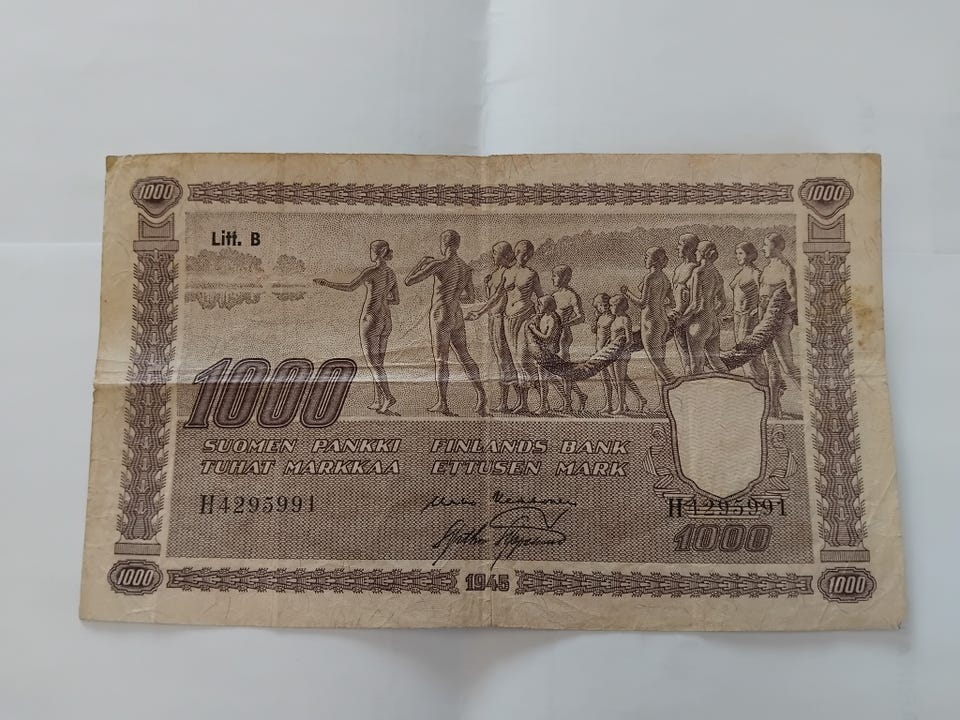 1000 1000
Litt. B
1000
SUOMEN PANKKI FINLANDS BANK
TUHAT MARKKAA ETTUSEN MARK
H4295991 H4295991
1000
1000 1945 1000